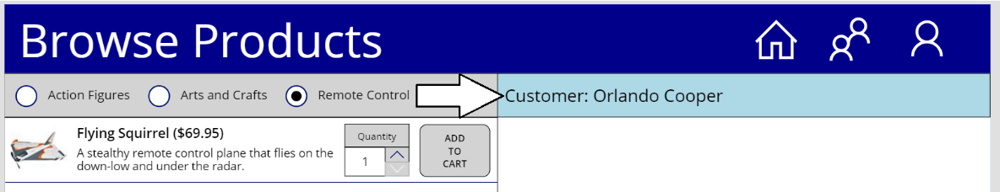 Browse Products
Action Figures
Arts and Crafts
Remote Control
Customer: Orlando Cooper
Flying Squirrel ($69.95)
A stealthy remote control plane that flies on the
down-low and under the radar.
Quantity
1
ADD
TO
CART